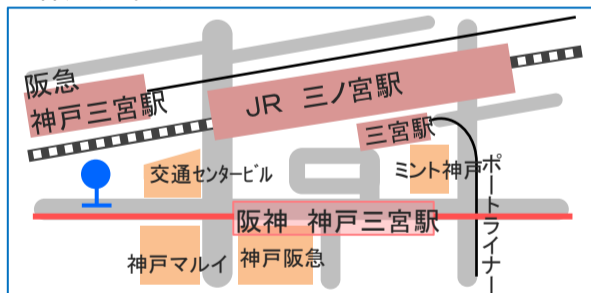 阪急
神戸三宮駅
JR 三ノ宮駅
三宮駅
交通センタービル
ミント神戸
ポートライナー
阪神 神戸三宮駅
神戸マルイ
神戸阪急